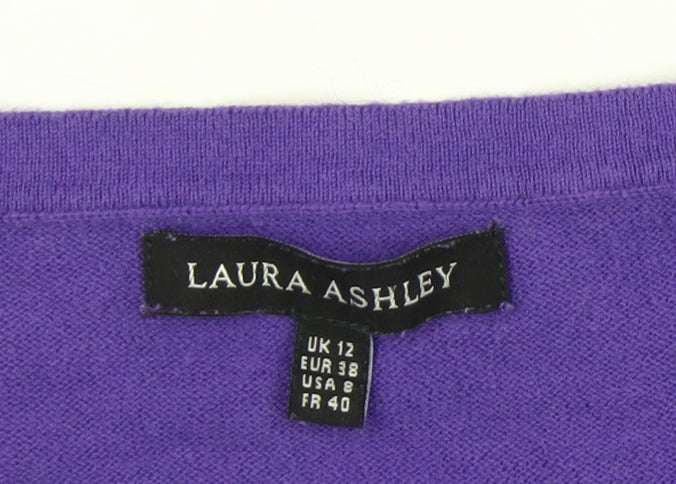 LAURA ASHLEY
UK 12
EUR 38
USA 8
FR 40